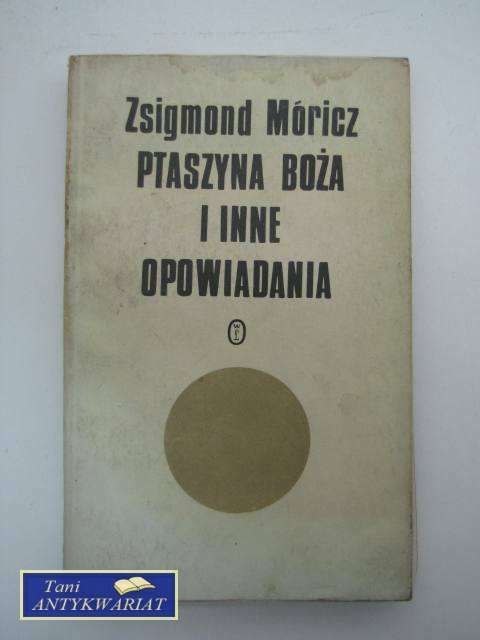 Zsigmond Móricz
PTASZYNA BOŻA
I INNE
OPOWIADANIA
Tani
ANTYKWARIAT